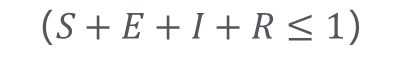 (S + E + I + R ≤ 1)